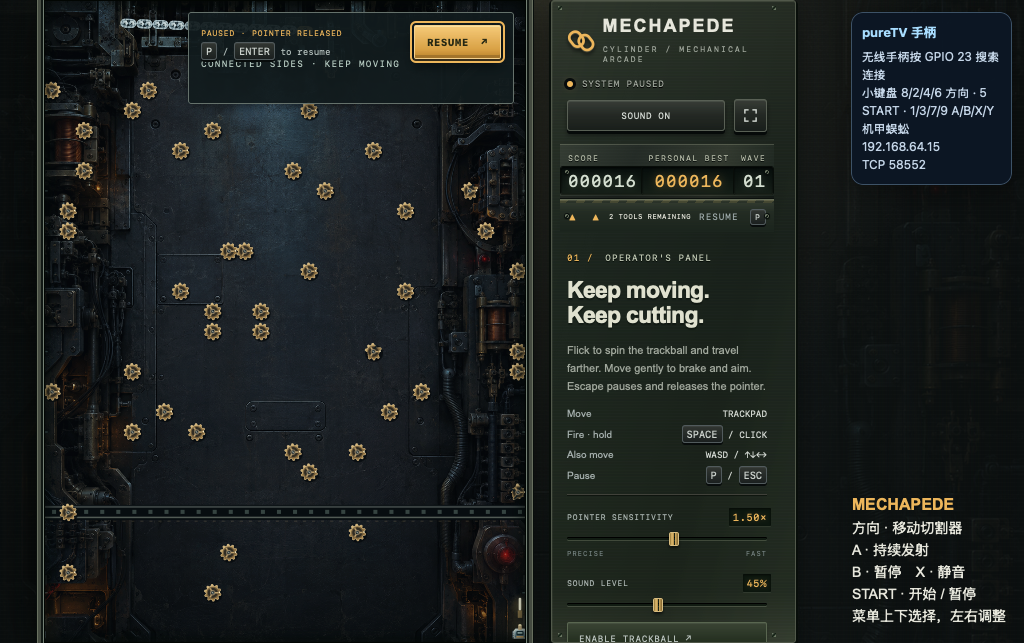 PAUSED · POINTER RELEASED
P / ENTER to resume
CONNECTED SIDES · KEEP MOVING
RESUME ↗
MECHAPEDE
CYLINDER / MECHANICAL
ARCADE
SYSTEM PAUSED
SOUND ON
SCORE PERSONAL BEST WAVE
000016 000016 01
2 TOOLS REMAINING RESUME P
01 / OPERATOR'S PANEL
Keep moving.
Keep cutting.
Flick to spin the trackball and travel
farther. Move gently to brake and aim.
Escape pauses and releases the pointer.
Move TRACKPAD
Fire · hold SPACE / CLICK
Also move WASD / ↑↓←→
Pause P / ESC
POINTER SENSITIVITY 1.50×
PRECISE FAST
SOUND LEVEL 45%
ENABLE TRACKBALL ↗
pureTV 手柄
无线手柄按 GPIO 23 搜索
连接
小键盘 8/2/4/6 方向 · 5
START · 1/3/7/9 A/B/X/Y
机甲蜈蚣
192.168.64.15
TCP 58552
MECHAPEDE
方向 · 移动切割器
A · 持续发射
B · 暂停 X · 静音
START · 开始 / 暂停
菜单上下选择，左右调整